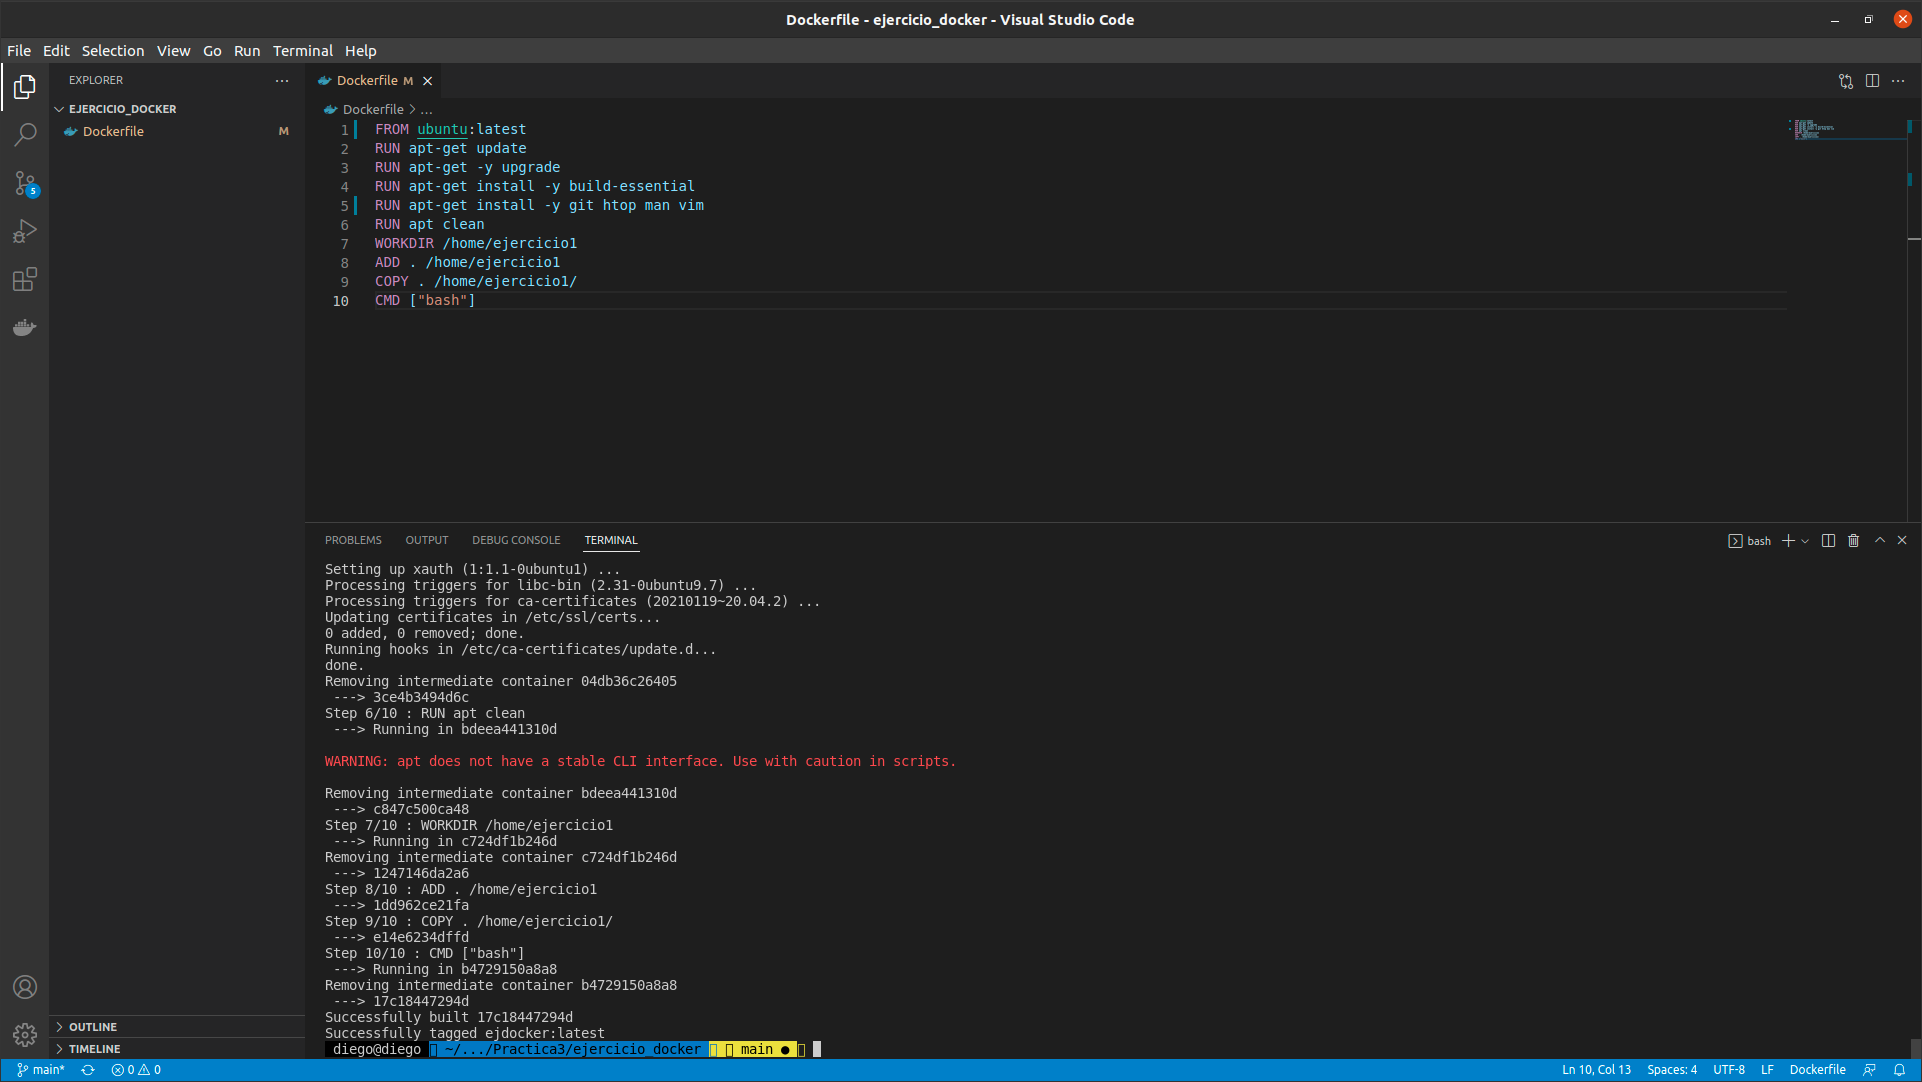 Dockerfile - ejercicio_docker - Visual Studio Code
File Edit Selection View Go Run Terminal Help
EXPLORER
EJERCICIO_DOCKER
Dockerfile M
5
OUTLINE
TIMELINE
Dockerfile M
Dockerfile > ...
1 FROM ubuntu:latest
2 RUN apt-get update
3 RUN apt-get -y upgrade
4 RUN apt-get install -y build-essential
5 RUN apt-get install -y git htop man vim
6 RUN apt clean
7 WORKDIR /home/ejercicio1
8 ADD . /home/ejercicio1
9 COPY . /home/ejercicio1/
10 CMD ["bash"]
PROBLEMS OUTPUT DEBUG CONSOLE TERMINAL
bash
Setting up xauth (1:1.1-0ubuntu1) ...
Processing triggers for libc-bin (2.31-0ubuntu9.7) ...
Processing triggers for ca-certificates (20210119~20.04.2) ...
Updating certificates in /etc/ssl/certs...
0 added, 0 removed; done.
Running hooks in /etc/ca-certificates/update.d...
done.
Removing intermediate container 04db36c26405
---> 3ce4b3494d6c
Step 6/10 : RUN apt clean
---> Running in bdeea441310d
WARNING: apt does not have a stable CLI interface. Use with caution in scripts.
Removing intermediate container bdeea441310d
---> c847c500ca48
Step 7/10 : WORKDIR /home/ejercicio1
---> Running in c724df1b246d
Removing intermediate container c724df1b246d
---> 1247146da2a6
Step 8/10 : ADD . /home/ejercicio1
---> 1dd962ce21fa
Step 9/10 : COPY . /home/ejercicio1/
---> e14e6234dffd
Step 10/10 : CMD ["bash"]
---> Running in b4729150a8a8
Removing intermediate container b4729150a8a8
---> 17c18447294d
Successfully built 17c18447294d
Successfully tagged ejdocker:latest
diego@diego ~/.../Practica3/ejercicio_docker main ●
main* 0 0 Ln 10, Col 13 Spaces: 4 UTF-8 LF Dockerfile